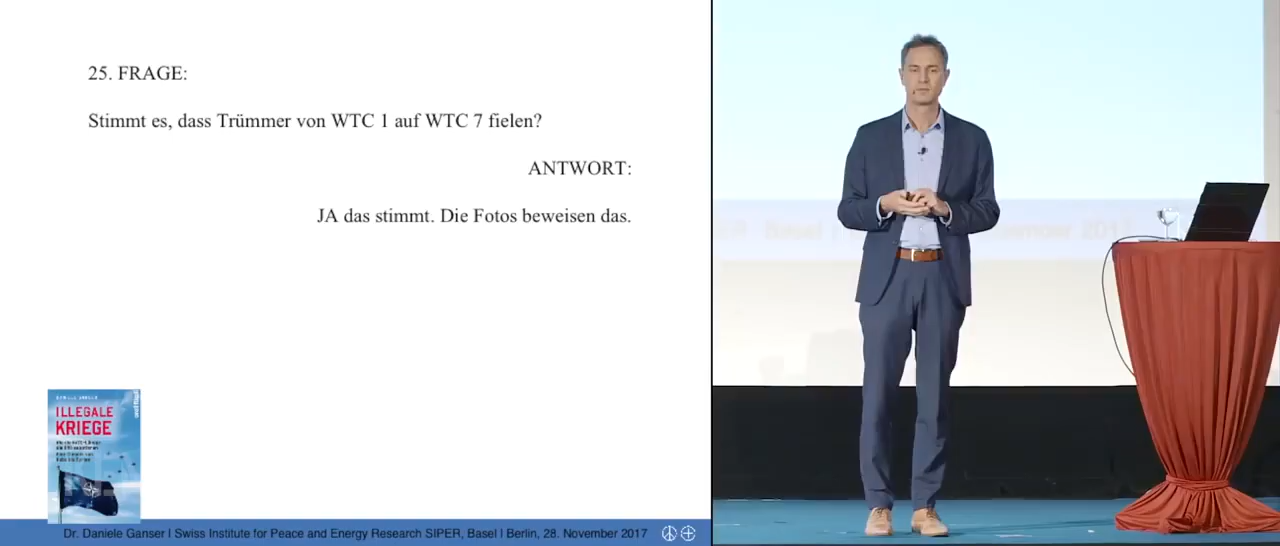 25. FRAGE:
Stimmt es, dass Trümmer von WTC 1 auf WTC 7 fielen?
ANTWORT:
JA das stimmt. Die Fotos beweisen das.
ILLEGALE
KRIEGE
Dr. Daniele Ganser I Swiss Institute for Peace and Energy Research SIPER, Basel I Berlin, 28. November 2017